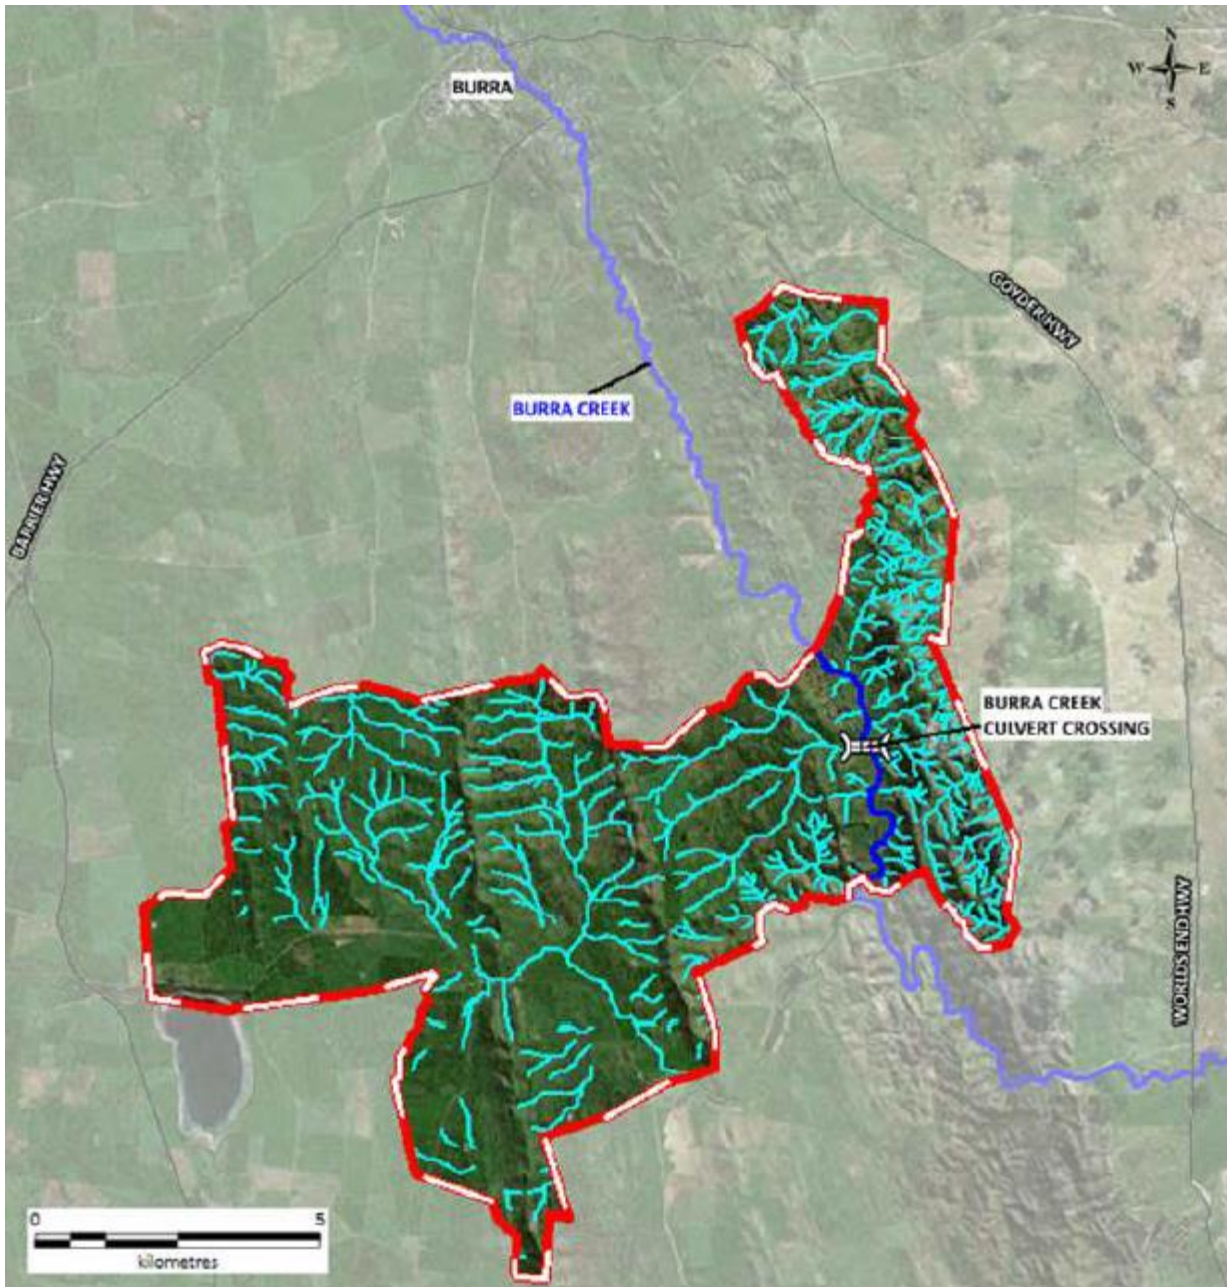 N
W E
S
BURRA
GOYDER HWY
BURRA CREEK
BARRIER HWY
BURRA CREEK
CULVERT CROSSING
WORLDS END HWY
0 5
kilometres